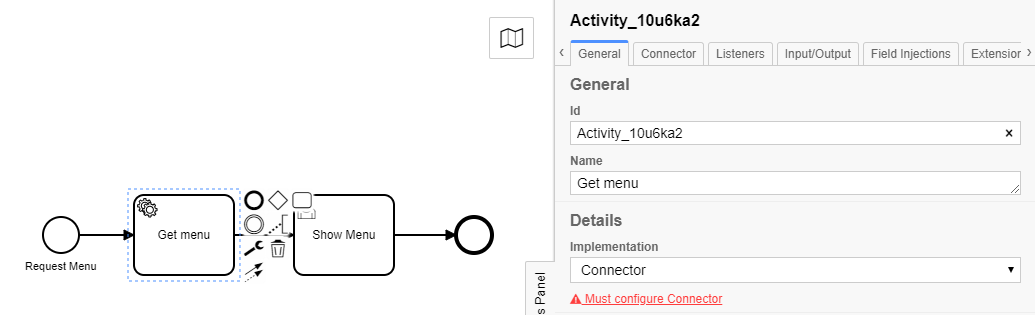 Activity_10u6ka2
General
Connector
Listeners
Input/Output
Field Injections
Extension
General
Id
Activity_10u6ka2
Name
Get menu
Details
Implementation
Connector
Must configure Connector
Request Menu
Get menu
Show Menu
s Panel